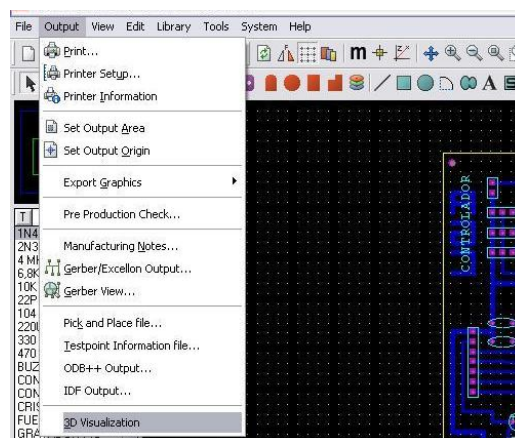 File Output View Edit Library Tools System Help
Print...
Printer Setup...
Printer Information
Set Output Area
Set Output Origin
Export Graphics
Pre Production Check...
Manufacturing Notes...
Gerber/Excellon Output...
Gerber View...
Pick and Place file...
Testpoint Information file...
ODB++ Output...
IDF Output...
3D Visualization
T
1N4
2N3
4 MH
6,8K
10K
22P
104
220U
330
470
BUZ
CON
CON
CRIS
FUE
m
A
CONTROLADOR